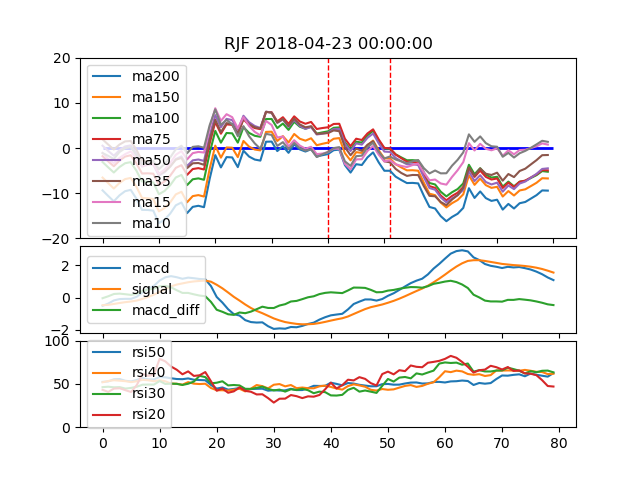 RJF 2018-04-23 00:00:00
20
10
0
−10
−20
ma200
ma150
ma100
ma75
ma50
ma35
ma15
ma10
2
0
−2
macd
signal
macd_diff
100
50
0
rsi50
rsi40
rsi30
rsi20
0 10 20 30 40 50 60 70 80